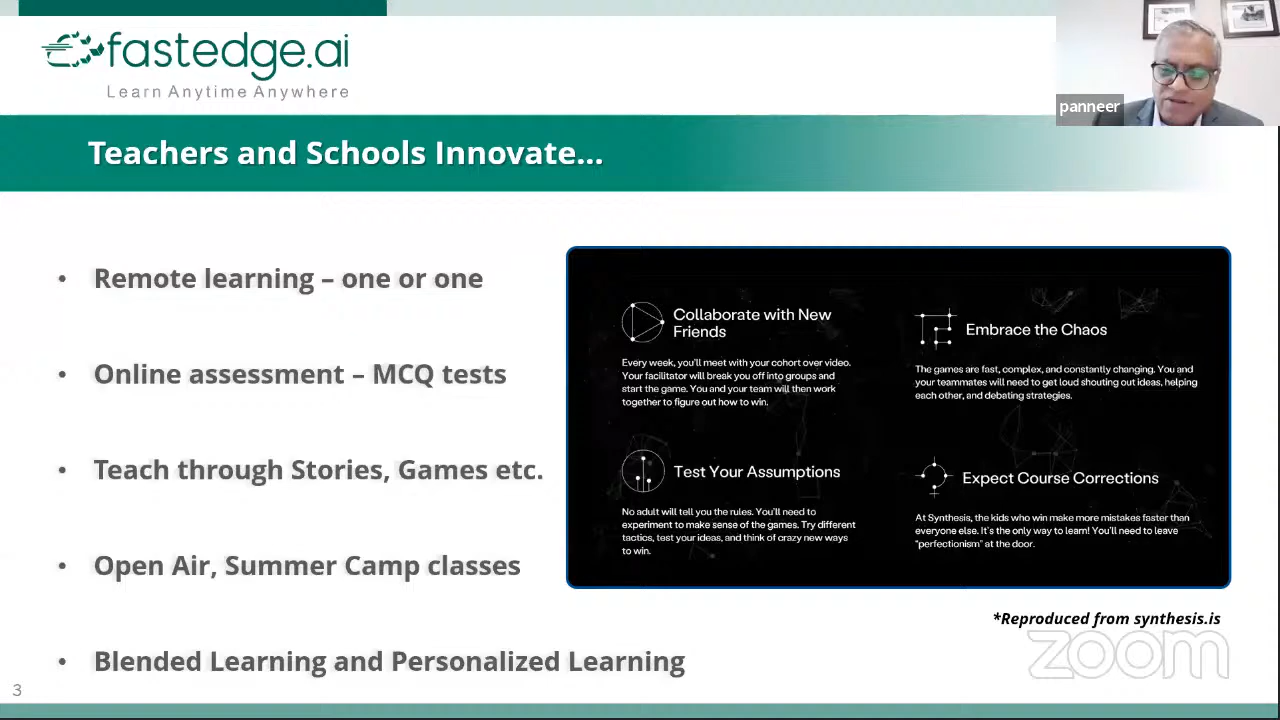 fastedge.ai
Learn Anytime Anywhere
panneer
Teachers and Schools Innovate...
• Remote learning – one or one
• Online assessment – MCQ tests
• Teach through Stories, Games etc.
• Open Air, Summer Camp classes
• Blended Learning and Personalized Learning
Collaborate with New
Friends
Every week, you'll meet with your cohort over video.
Your facilitator will break you off into groups and
start the game. You and your team will then work
together to figure out how to win.
Embrace the Chaos
The games are fast, complex, and constantly changing. You and
your teammates will need to get loud shouting out ideas, helping
each other, and debating strategies.
Test Your Assumptions
No adult will tell you the rules. You'll need to
experiment to make sense of the games. Try different
tactics, test your ideas, and think of crazy new ways
to win.
Expect Course Corrections
At Synthesis, the kids who win make more mistakes faster than
everyone else. It's the only way to learn! You'll need to leave
"perfectionism" at the door.
*Reproduced from synthesis.is
zoom
3